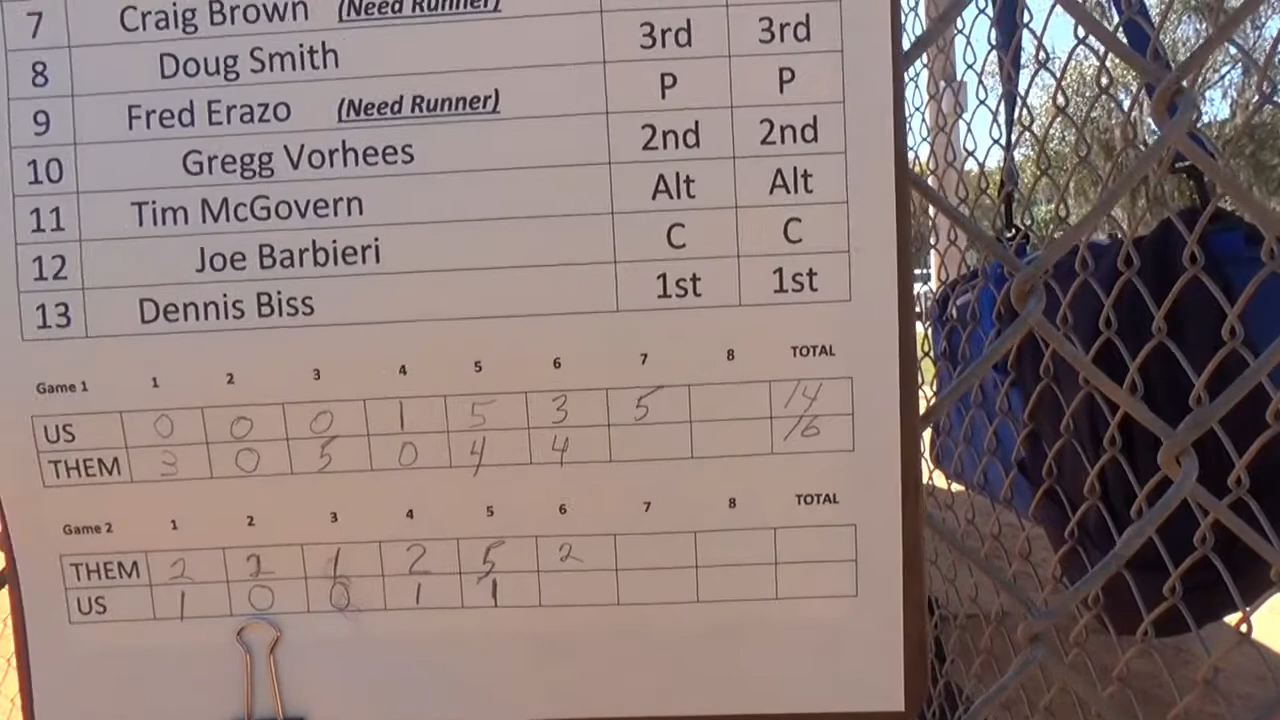 7 Craig Brown (Need Runner)
8 Doug Smith 3rd 3rd
9 Fred Erazo (Need Runner) P P
10 Gregg Vorhees 2nd 2nd
11 Tim McGovern Alt Alt
12 Joe Barbieri C C
13 Dennis Biss 1st 1st
Game 1 1 2 3 4 5 6 7 8 TOTAL
US 0 0 0 1 5 3 5 14
THEM 3 0 5 0 4 4 16
Game 2 1 2 3 4 5 6 7 8 TOTAL
THEM 2 2 1 2 5 2
US 1 0 0 1 1